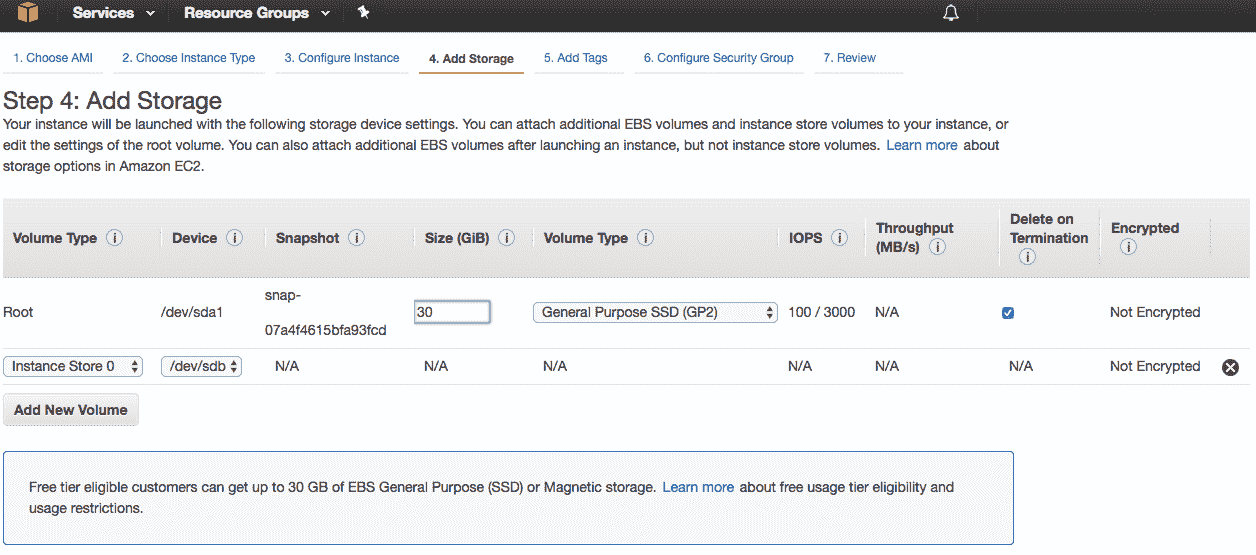 Services Resource Groups
1. Choose AMI 2. Choose Instance Type 3. Configure Instance 4. Add Storage 5. Add Tags 6. Configure Security Group 7. Review
Step 4: Add Storage
Your instance will be launched with the following storage device settings. You can attach additional EBS volumes and instance store volumes to your instance, or
edit the settings of the root volume. You can also attach additional EBS volumes after launching an instance, but not instance store volumes. Learn more about
storage options in Amazon EC2.
Volume Type i Device i Snapshot i Size (GiB) i Volume Type i IOPS i Throughput (MB/s) i Delete on Termination i Encrypted i
Root /dev/sda1 snap-07a4f4615bfa93fcd 30 General Purpose SSD (GP2) 100 / 3000 N/A Not Encrypted
Instance Store 0 /dev/sdb N/A N/A N/A N/A N/A N/A Not Encrypted
Add New Volume
Free tier eligible customers can get up to 30 GB of EBS General Purpose (SSD) or Magnetic storage. Learn more about free usage tier eligibility and
usage restrictions.